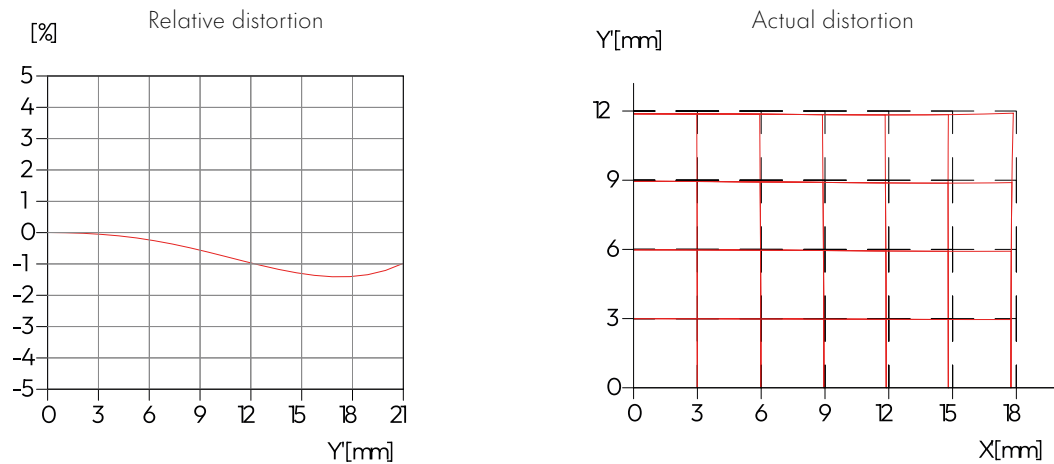 Relative distortion
[%]
5
4
3
2
1
0
-1
-2
-3
-4
-5
0 3 6 9 12 15 18 21
Y'[mm]
Actual distortion
Y'[mm]
12
9
6
3
0
0 3 6 9 12 15 18
X[mm]